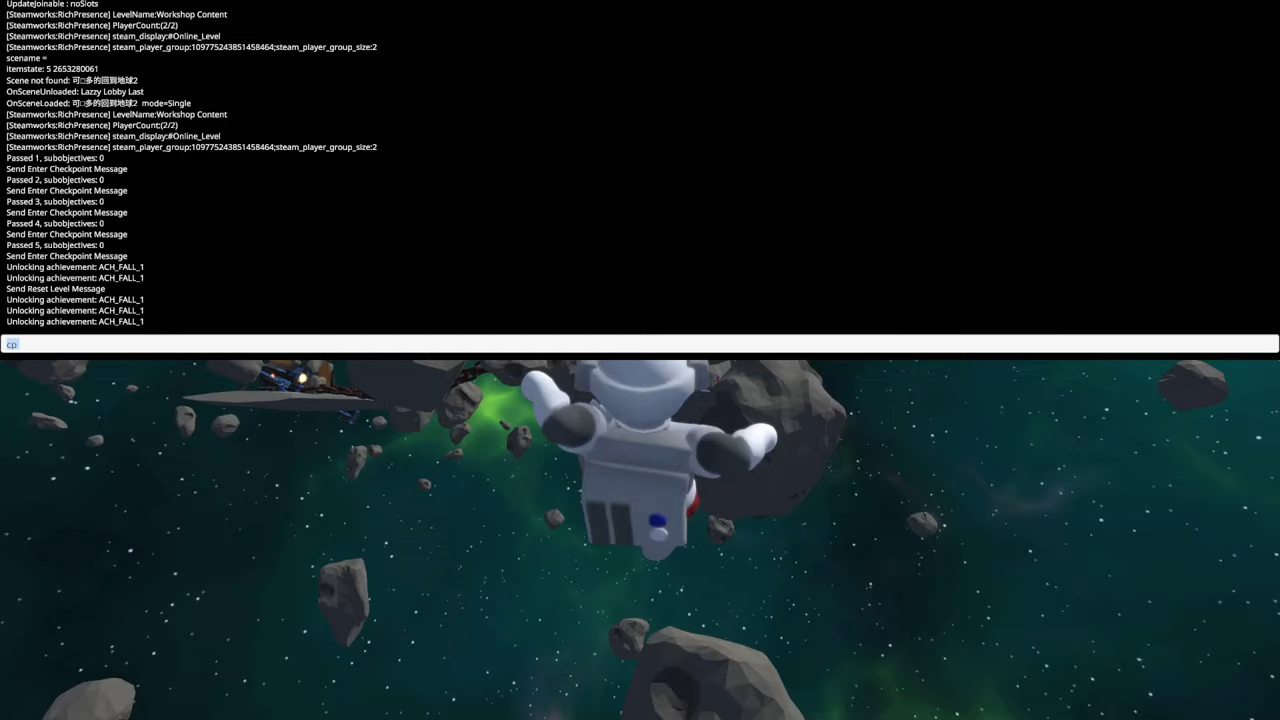 UpdateJoinable : noSlots
[Steamworks:RichPresence] LevelName:Workshop Content
[Steamworks:RichPresence] PlayerCount:(2/2)
[Steamworks:RichPresence] steam_display:#Online_Level
[Steamworks:RichPresence] steam_player_group:109775243851458464;steam_player_group_size:2
scename =
itemstate: 5 2653280061
Scene not found: 可□多的回到地球2
OnSceneUnloaded: Lazzy Lobby Last
OnSceneLoaded: 可□多的回到地球2 mode=Single
[Steamworks:RichPresence] LevelName:Workshop Content
[Steamworks:RichPresence] PlayerCount:(2/2)
[Steamworks:RichPresence] steam_display:#Online_Level
[Steamworks:RichPresence] steam_player_group:109775243851458464;steam_player_group_size:2
Passed 1, subobjectives: 0
Send Enter Checkpoint Message
Passed 2, subobjectives: 0
Send Enter Checkpoint Message
Passed 3, subobjectives: 0
Send Enter Checkpoint Message
Passed 4, subobjectives: 0
Send Enter Checkpoint Message
Passed 5, subobjectives: 0
Send Enter Checkpoint Message
Unlocking achievement: ACH_FALL_1
Unlocking achievement: ACH_FALL_1
Send Reset Level Message
Unlocking achievement: ACH_FALL_1
Unlocking achievement: ACH_FALL_1
Unlocking achievement: ACH_FALL_1
cp